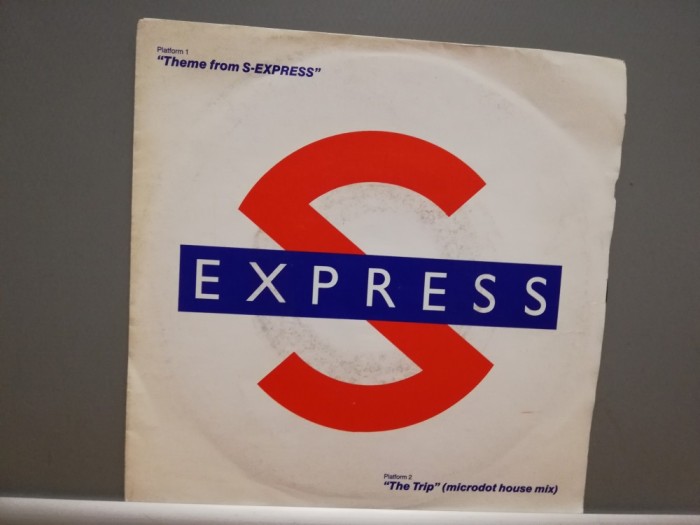 Platform 1
"Theme from S-EXPRESS"
S
EXPRESS
Platform 2
"The Trip" (microdot house mix)